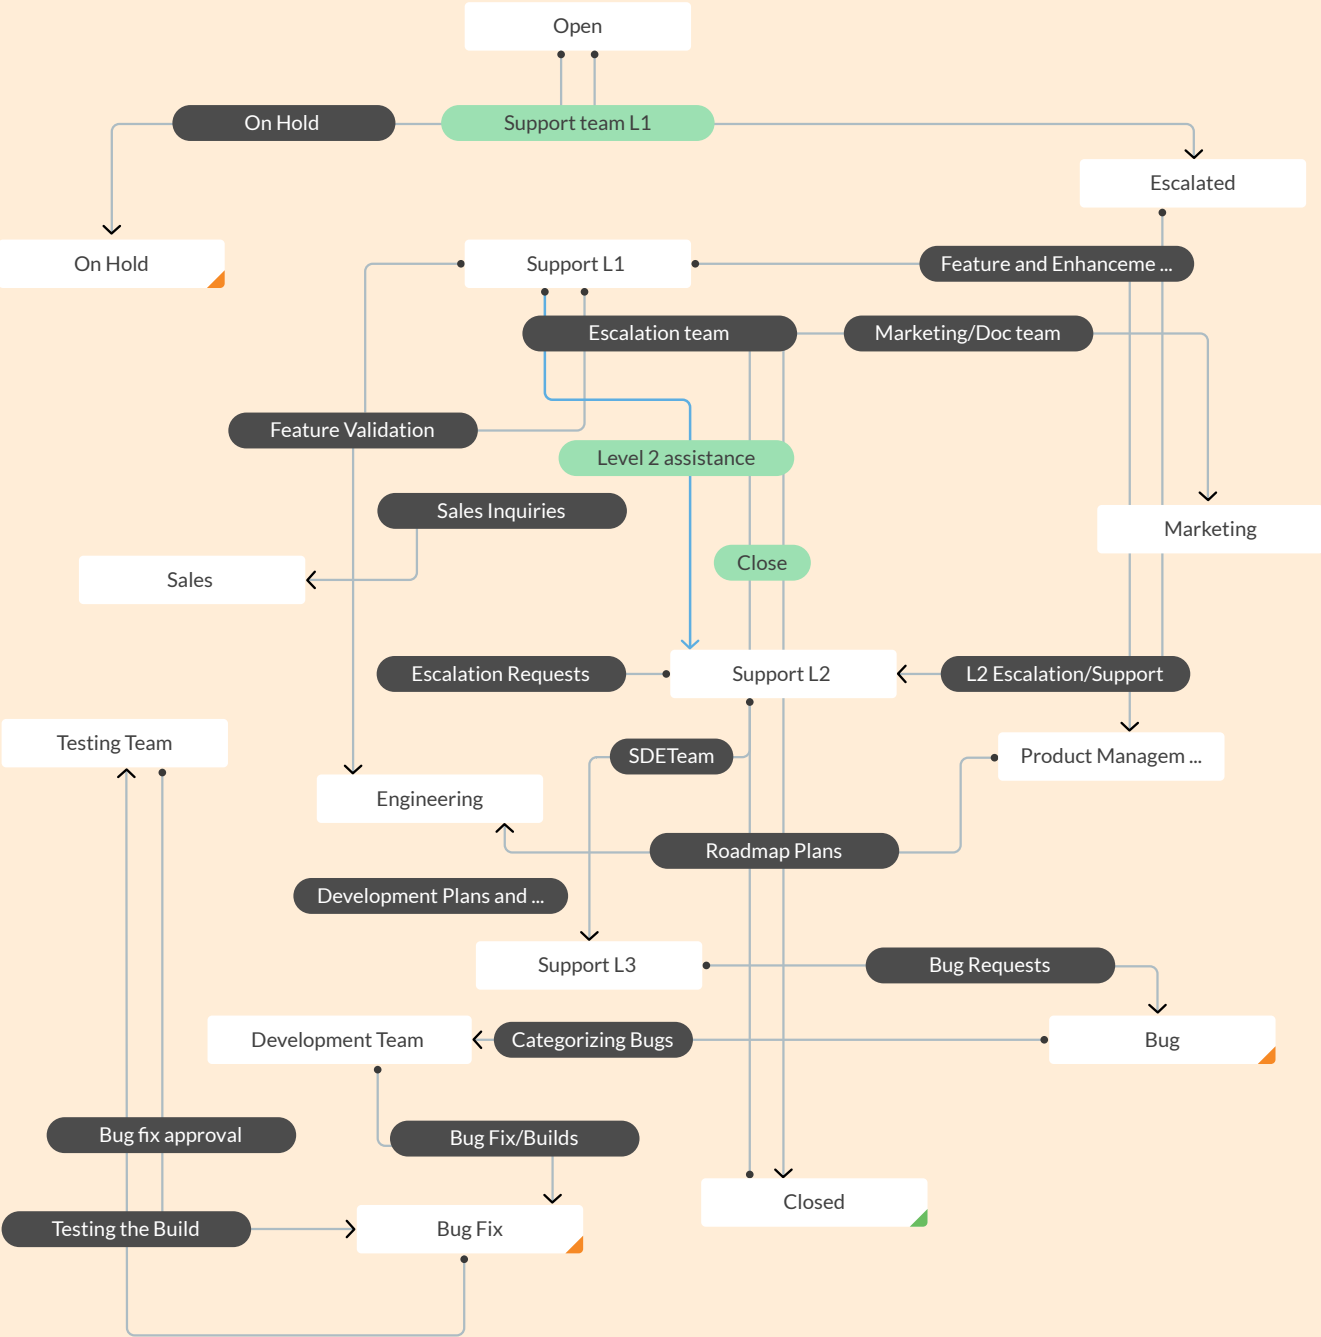 Open
On Hold
Support team L1
Escalated
On Hold
Support L1
Feature and Enhanceme ...
Escalation team
Marketing/Doc team
Feature Validation
Level 2 assistance
Sales Inquiries
Marketing
Close
Sales
Escalation Requests
Support L2
L2 Escalation/Support
Testing Team
SDETeam
Product Managem ...
Engineering
Roadmap Plans
Development Plans and ...
Support L3
Bug Requests
Development Team
Categorizing Bugs
Bug
Bug fix approval
Bug Fix/Builds
Closed
Testing the Build
Bug Fix